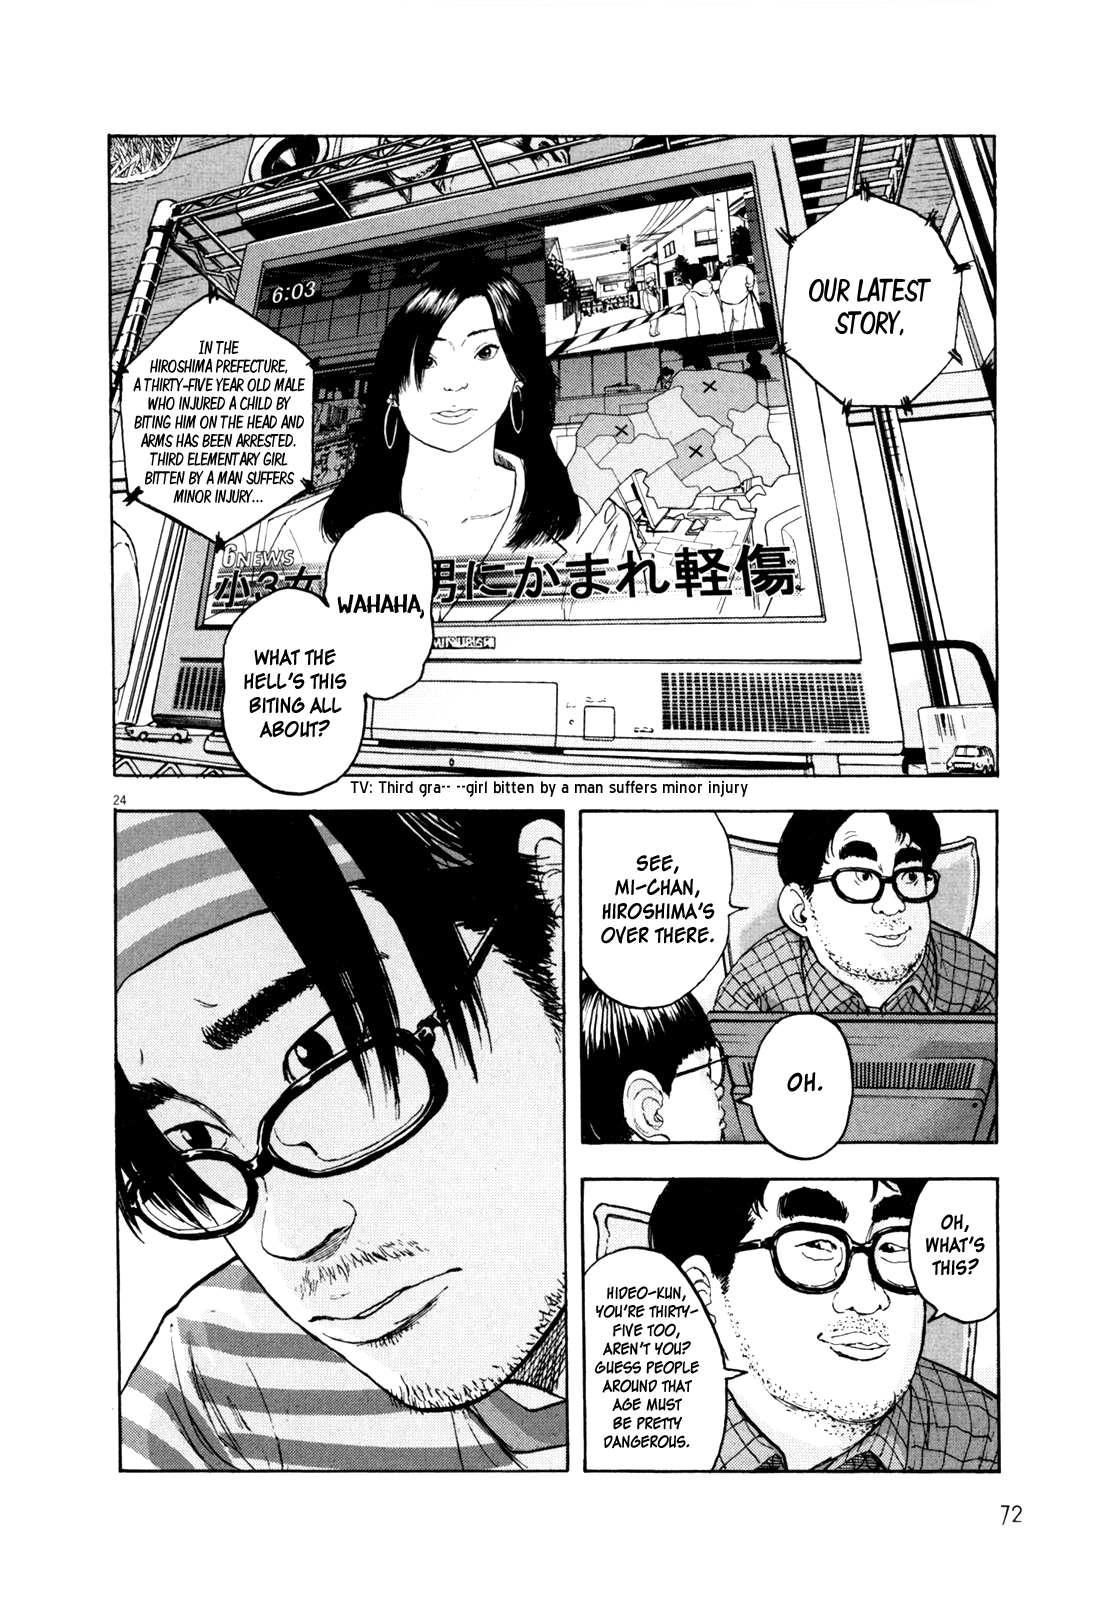 OUR LATEST
STORY,
6:03
IN THE
HIROSHIMA PREFECTURE,
A THIRTY-FIVE YEAR OLD MALE
WHO INJURED A CHILD BY
BITING HIM ON THE HEAD AND
ARMS HAS BEEN ARRESTED.
THIRD ELEMENTARY GIRL
BITTEN BY A MAN SUFFERS
MINOR INJURY...
6NEWS
小3女 男にかまれ軽傷
WAHAHA,
WHAT THE
HELL'S THIS
BITING ALL
ABOUT?
MITSUBISHI
TV: Third gra-- --girl bitten by a man suffers minor injury
24
SEE,
MI-CHAN,
HIROSHIMA'S
OVER THERE.
OH.
OH,
WHAT'S
THIS?
HIDEO-KUN,
YOU'RE THIRTY-
FIVE TOO,
AREN'T YOU?
GUESS PEOPLE
AROUND THAT
AGE MUST
BE PRETTY
DANGEROUS.
72